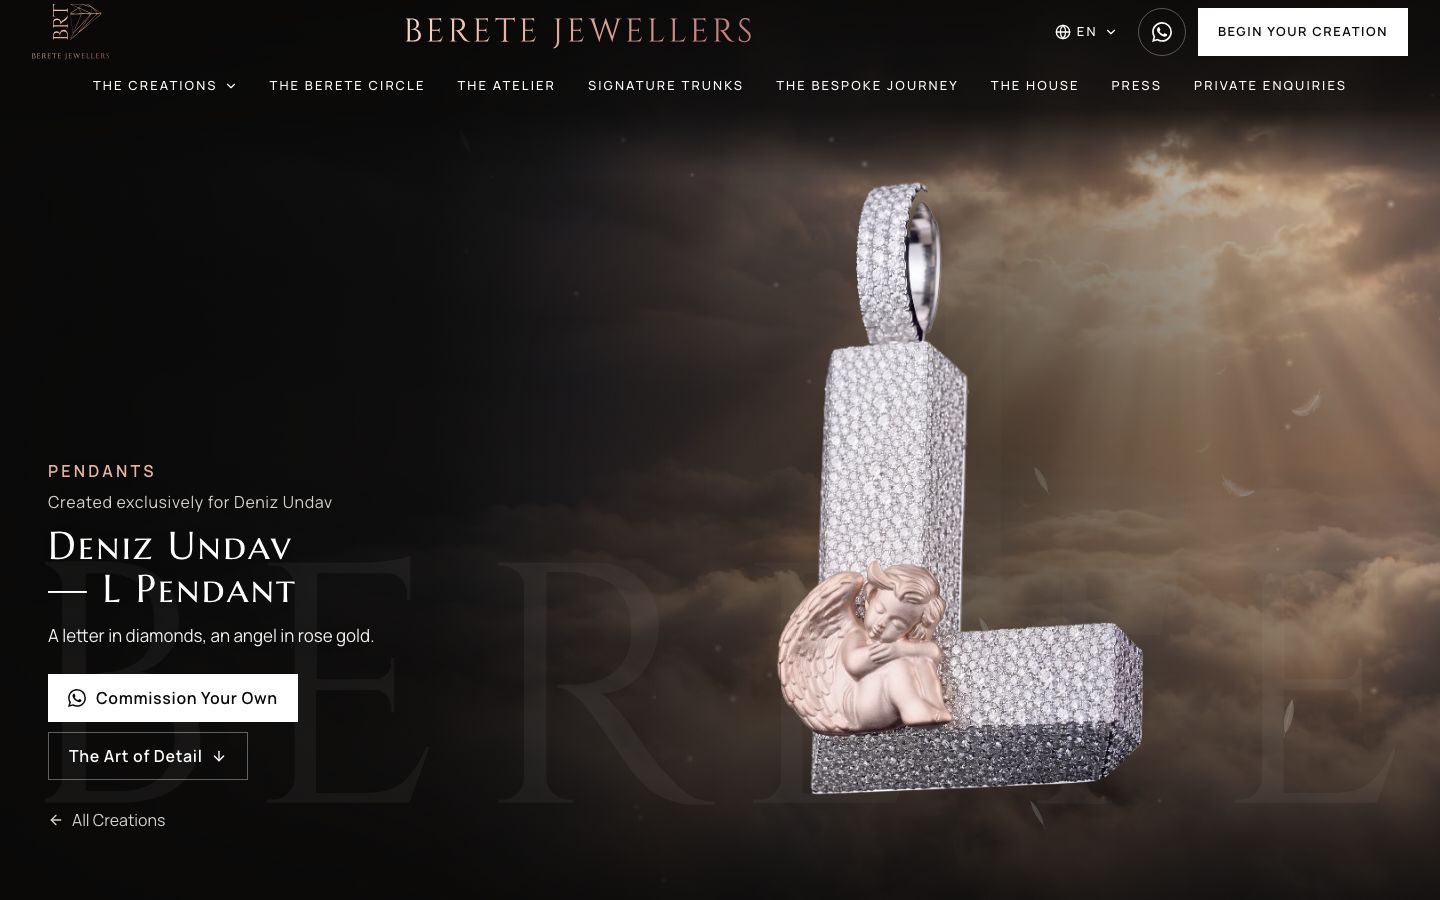 BRT
BERETE JEWELLERS
BERETE JEWELLERS
EN
BEGIN YOUR CREATION
THE CREATIONS
THE BERETE CIRCLE
THE ATELIER
SIGNATURE TRUNKS
THE BESPOKE JOURNEY
THE HOUSE
PRESS
PRIVATE ENQUIRIES
PENDANTS
Created exclusively for Deniz Undav
Deniz Undav
— L Pendant
A letter in diamonds, an angel in rose gold.
Commission Your Own
The Art of Detail ↓
← All Creations
BERETE